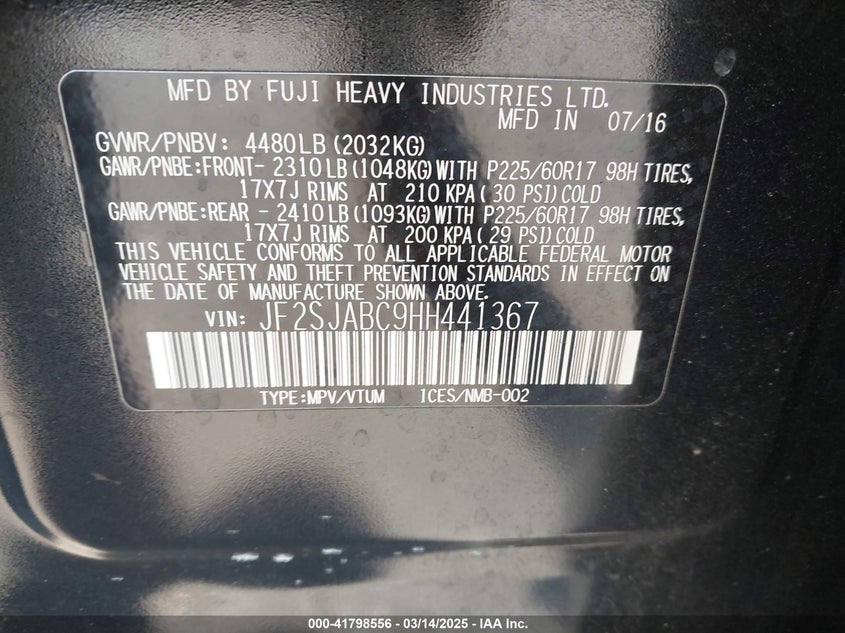 MFD BY FUJI HEAVY INDUSTRIES LTD.
MFD IN 07/16
GVWR/PNBV: 4480LB (2032KG)
GAWR/PNBE:FRONT- 2310LB (1048KG) WITH P225/60R17 98H TIRES,
17X7J RIMS AT 210 KPA ( 30 PSI) COLD
GAWR/PNBE:REAR - 2410LB (1093KG) WITH P225/60R17 98H TIRES,
17X7J RIMS AT 200 KPA ( 29 PSI) COLD
THIS VEHICLE CONFORMS TO ALL APPLICABLE FEDERAL MOTOR
VEHICLE SAFETY AND THEFT PREVENTION STANDARDS IN EFFECT ON
THE DATE OF MANUFACTURE SHOWN ABOVE.
VIN: JF2SJABC9HH441367
TYPE:MPV/VTUM ICES/NMB-002
000-41798556 - 03/14/2025 - IAA Inc.